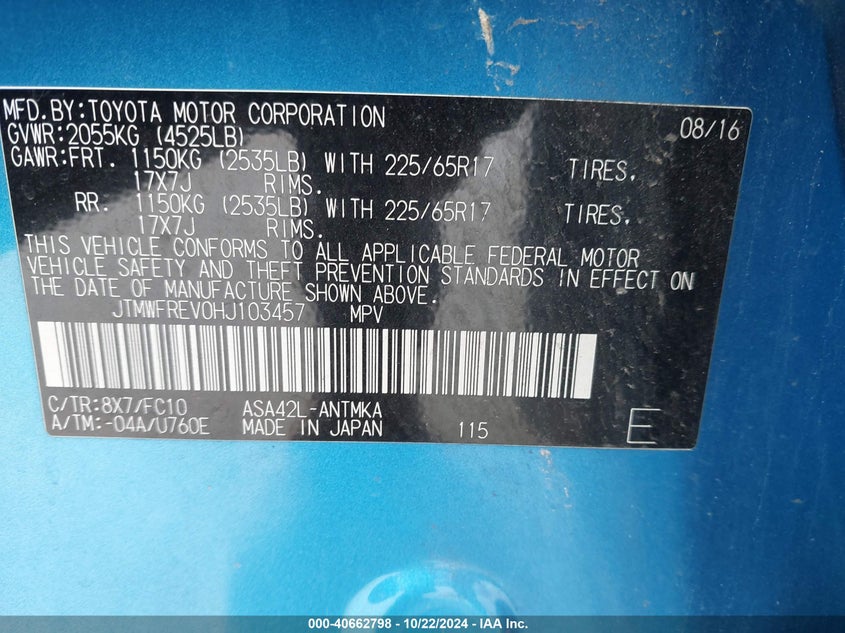 MFD.BY:TOYOTA MOTOR CORPORATION 08/16
GVWR:2055KG (4525LB)
GAWR:FRT. 1150KG (2535LB) WITH 225/65R17 TIRES,
17X7J RIMS.
RR. 1150KG (2535LB) WITH 225/65R17 TIRES,
17X7J RIMS.
THIS VEHICLE CONFORMS TO ALL APPLICABLE FEDERAL MOTOR
VEHICLE SAFETY AND THEFT PREVENTION STANDARDS IN EFFECT ON
THE DATE OF MANUFACTURE SHOWN ABOVE.
JTMWFREV0HJ103457 MPV
C/TR:8X7/FC10 ASA42L-ANTMKA
A/TM:-04A/U760E MADE IN JAPAN 115 E
000-40662798 - 10/22/2024 - IAA Inc.